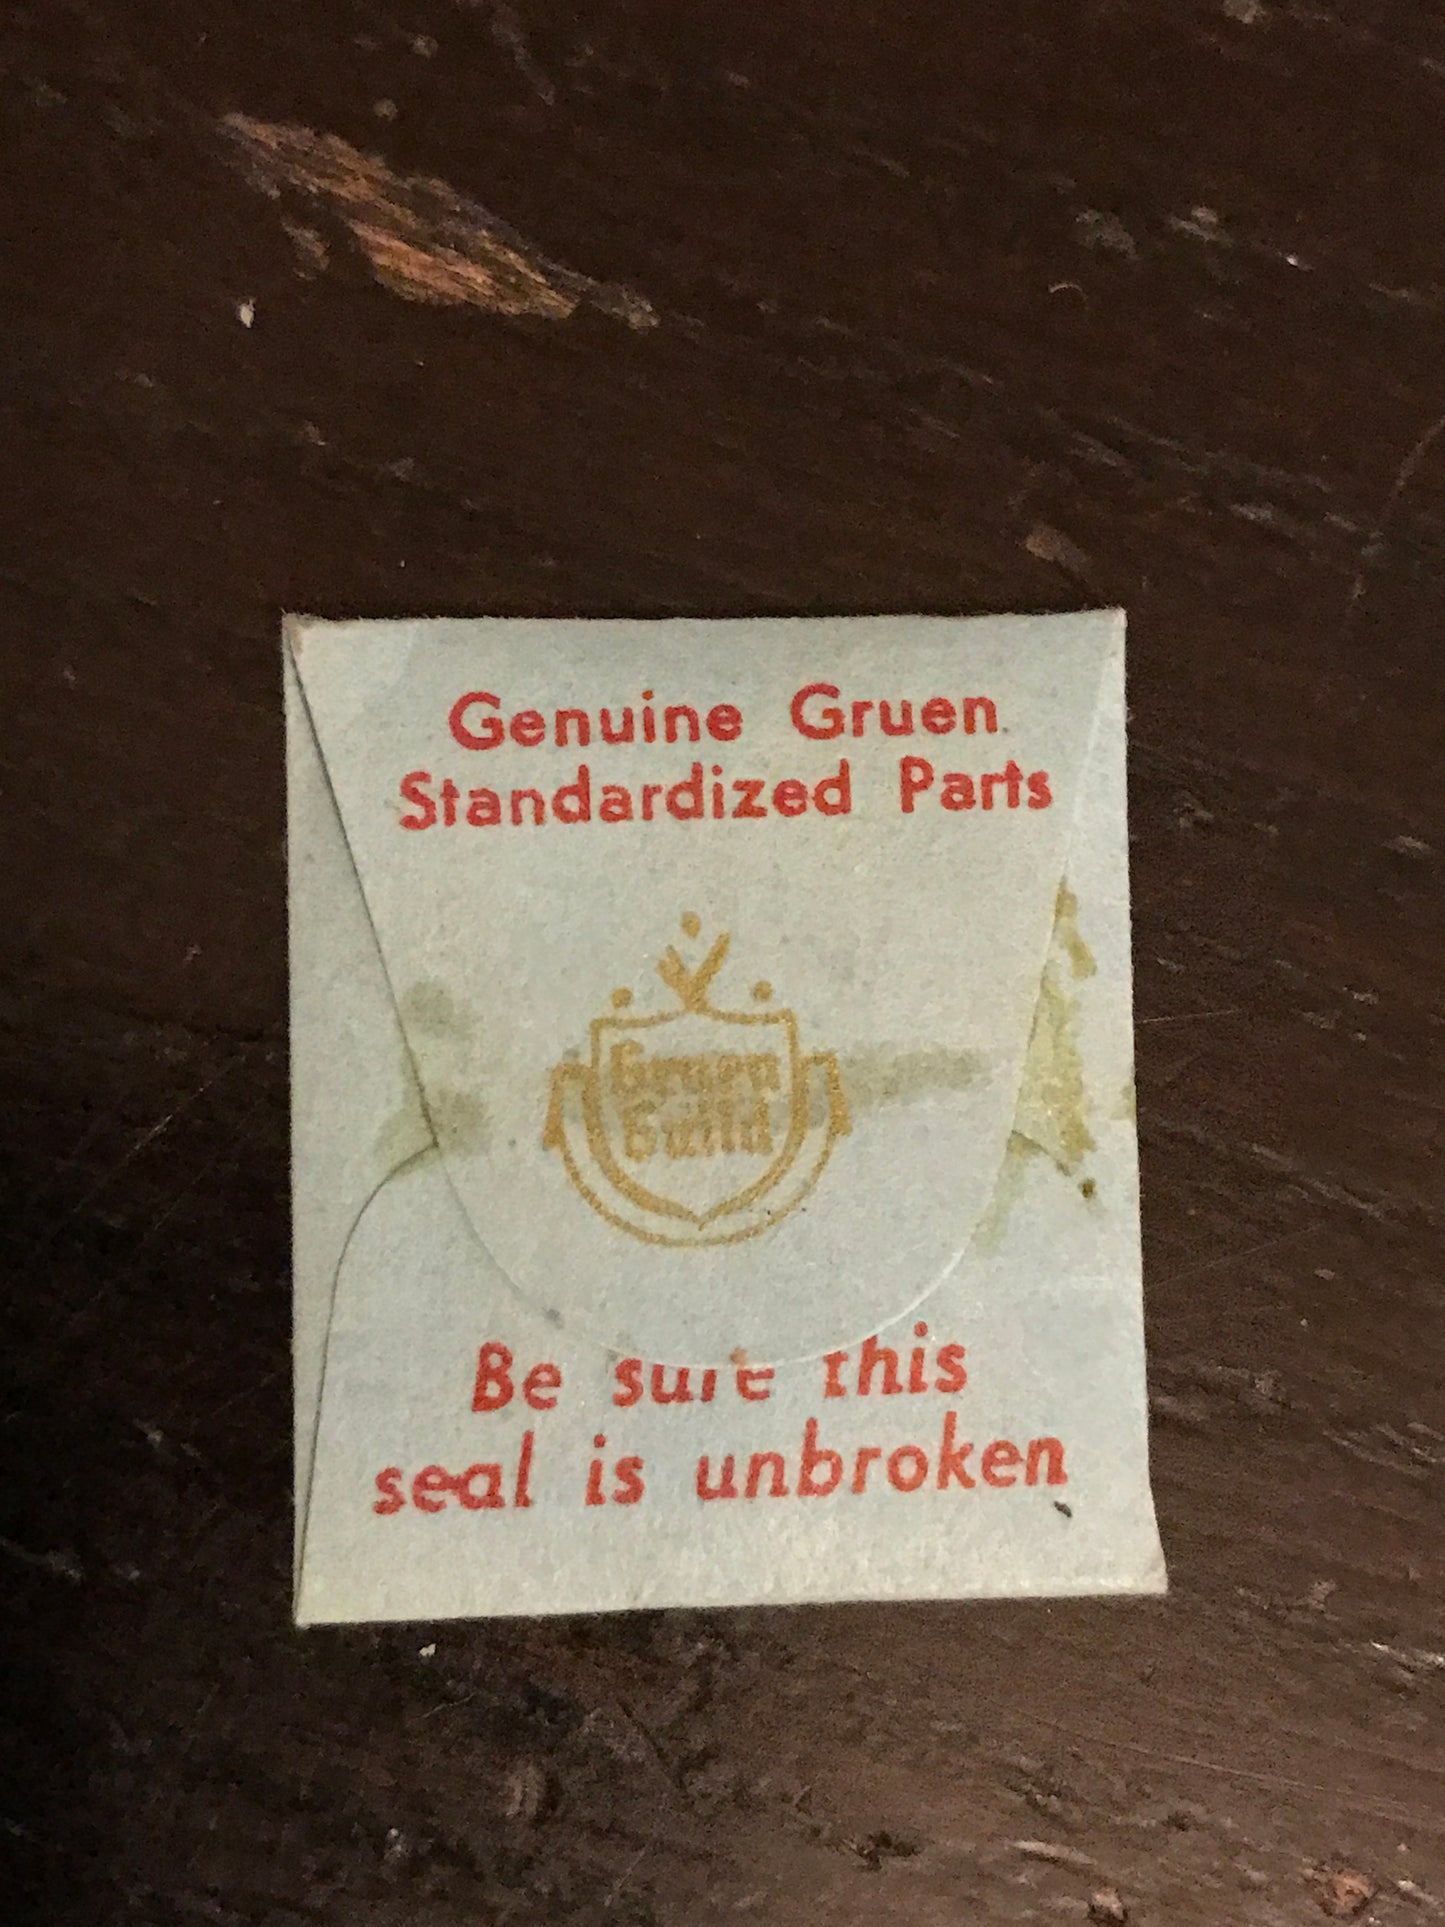 Genuine Gruen
Standardized Parts
Gruen
Guild
Be sure this
seal is unbroken